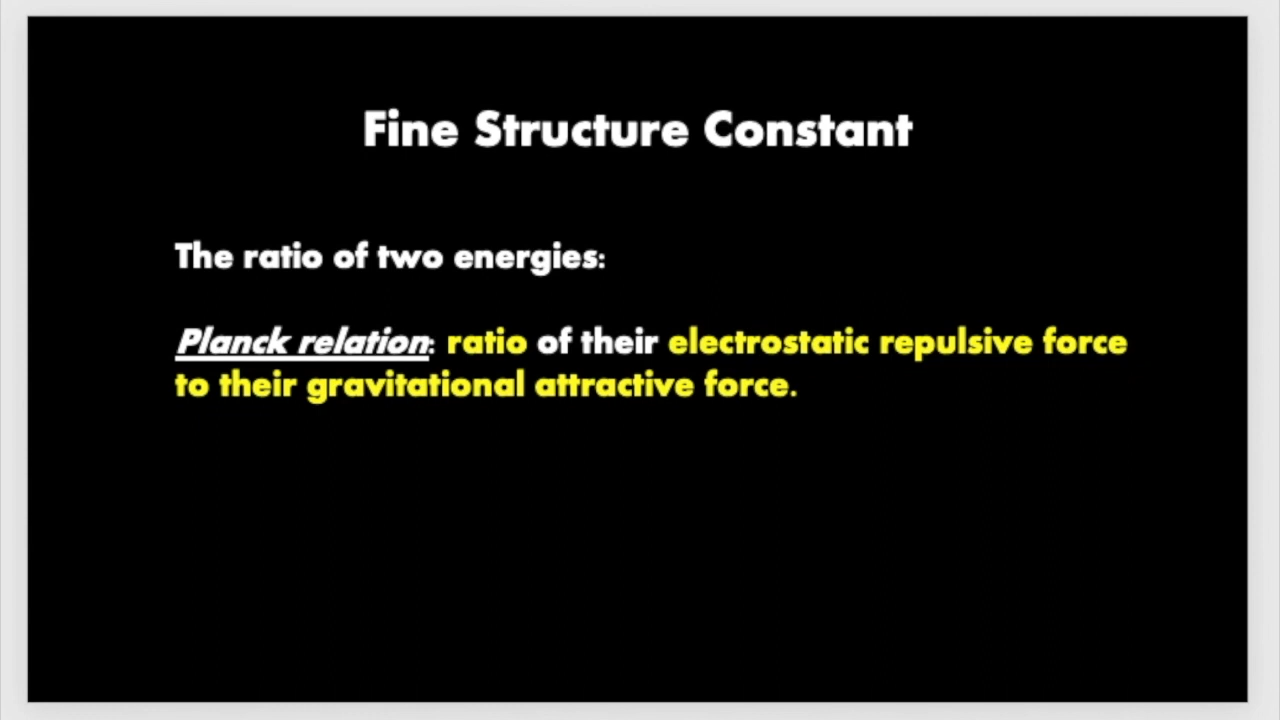 Fine Structure Constant
The ratio of two energies:
Planck relation: ratio of their electrostatic repulsive force
to their gravitational attractive force.